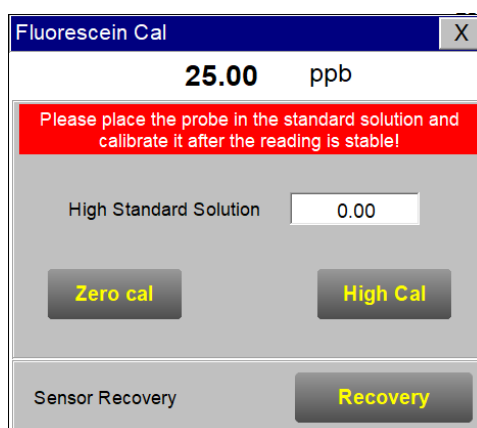 Fluorescein Cal X
25.00 ppb
Please place the probe in the standard solution and
calibrate it after the reading is stable!
High Standard Solution 0.00
Zero cal High Cal
Sensor Recovery Recovery